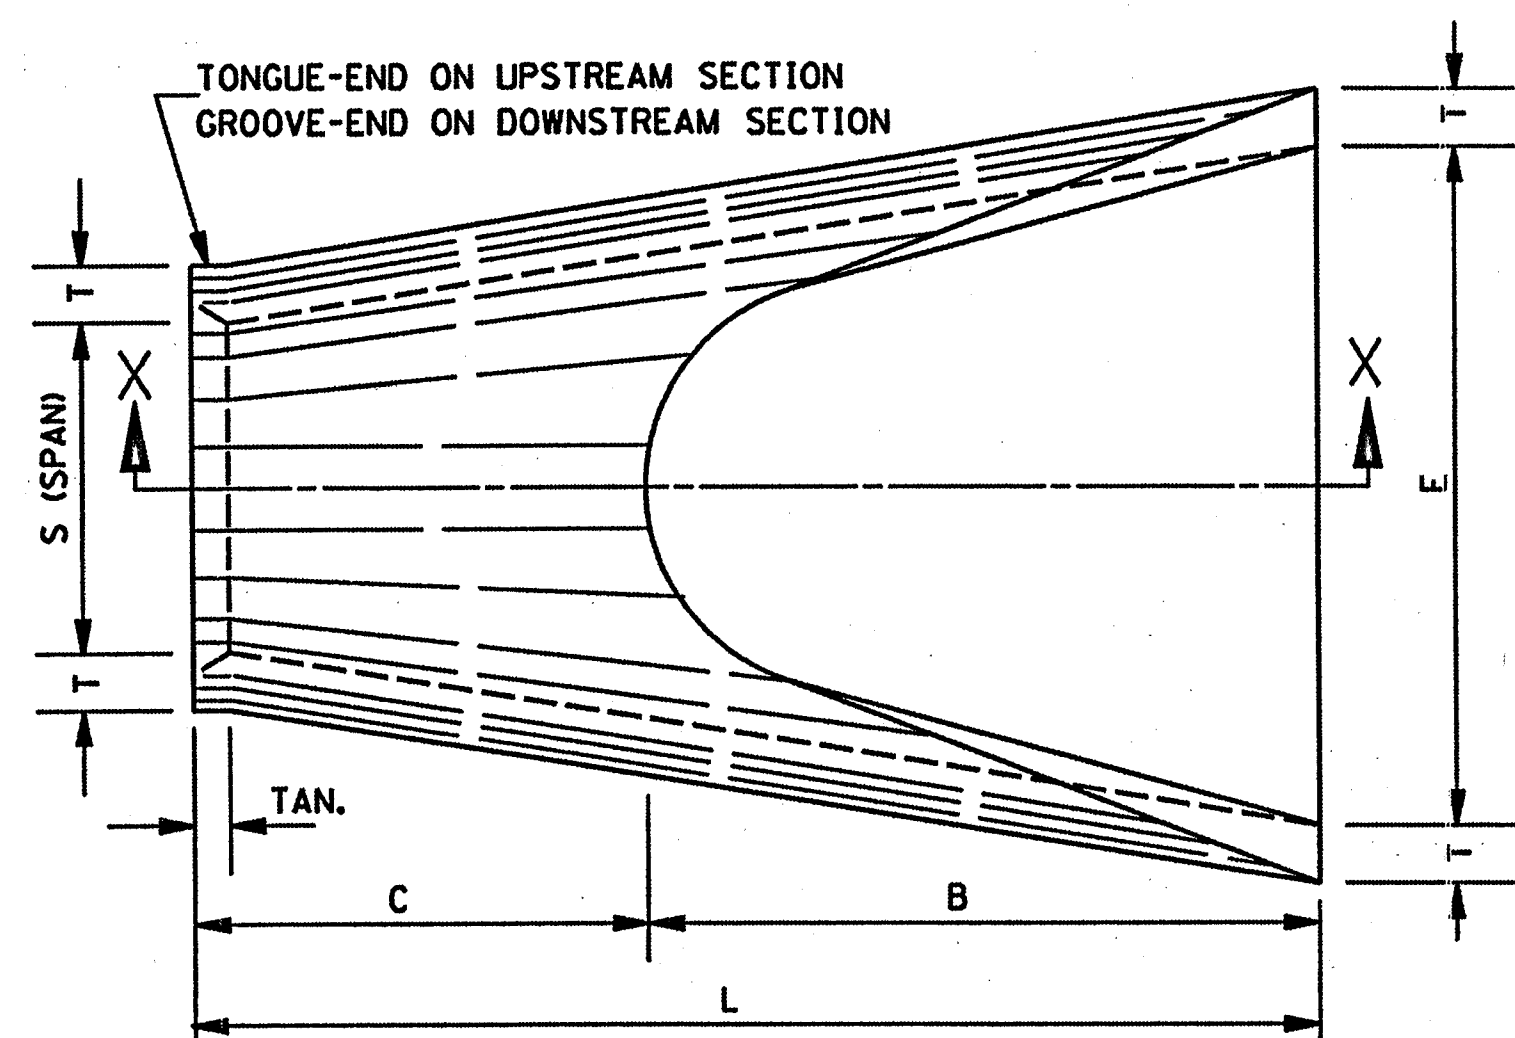 TONGUE-END ON UPSTREAM SECTION
GROOVE-END ON DOWNSTREAM SECTION
T
T
X
X
S (SPAN)
E
T
T
TAN.
C
B
L